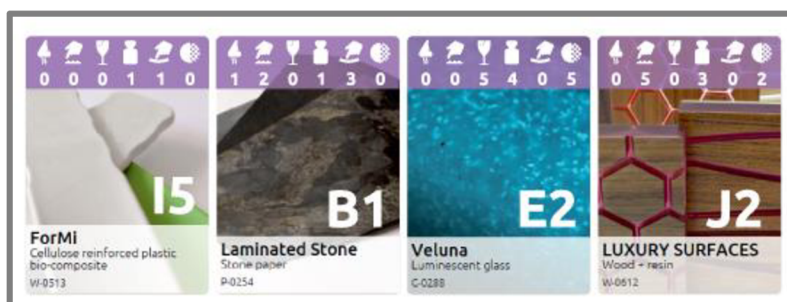 0 0 0 1 1 0
I5
ForMi
Cellulose reinforced plastic
bio-composite
W-0513
1 2 0 1 3 0
B1
Laminated Stone
Stone paper
P-0254
0 0 5 4 0 5
E2
Veluna
Luminescent glass
C-0288
0 5 0 3 0 2
J2
LUXURY SURFACES
Wood + resin
W-0612